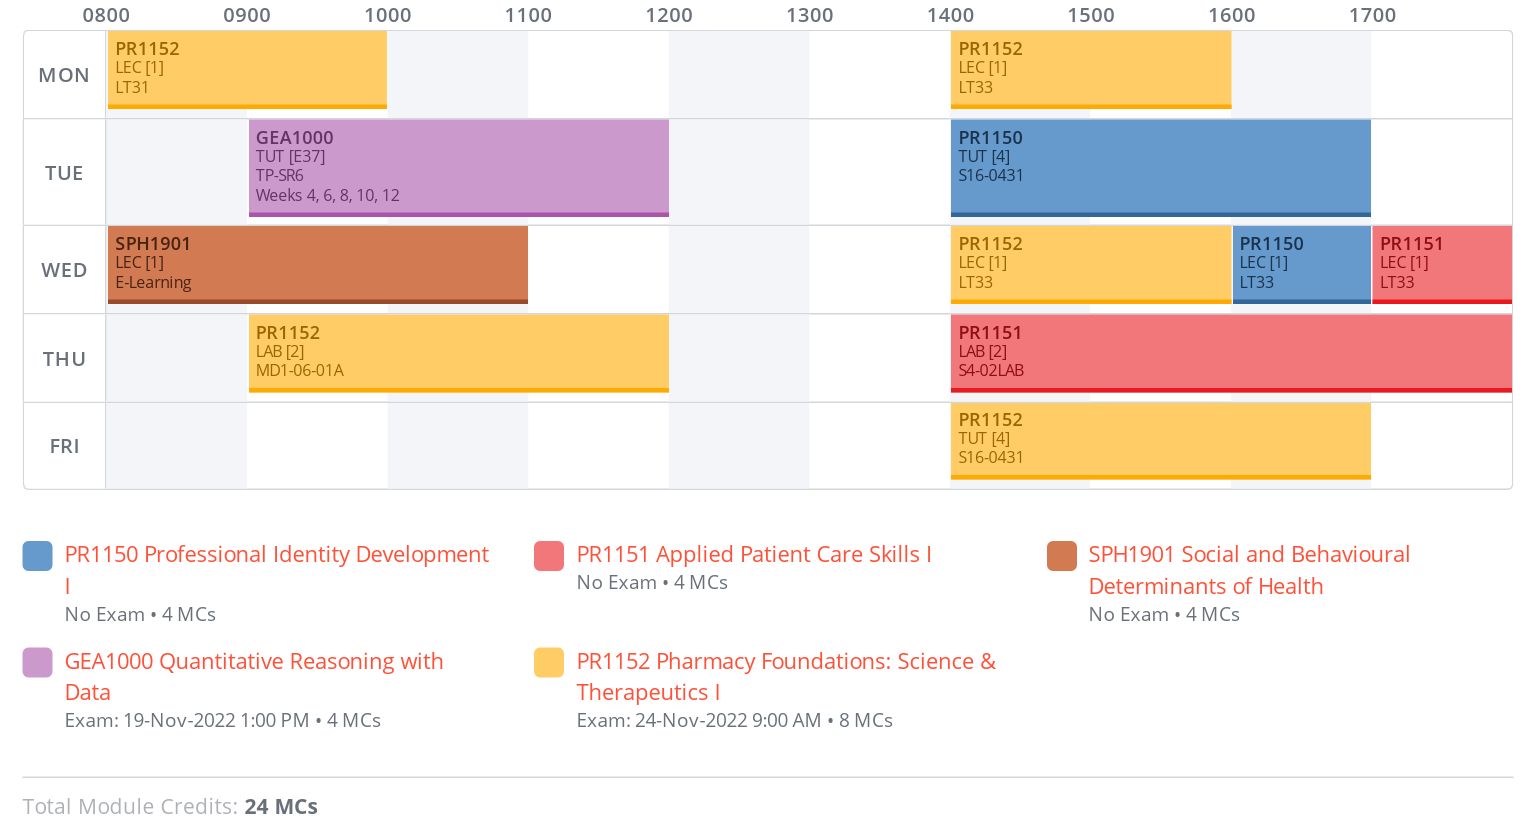 0800 0900 1000 1100 1200 1300 1400 1500 1600 1700
MON
PR1152
LEC [1]
LT31
PR1152
LEC [1]
LT33
TUE
GEA1000
TUT [E37]
TP-SR6
Weeks 4, 6, 8, 10, 12
PR1150
TUT [4]
S16-0431
WED
SPH1901
LEC [1]
E-Learning
PR1152
LEC [1]
LT33
PR1150
LEC [1]
LT33
PR1151
LEC [1]
LT33
THU
PR1152
LAB [2]
MD1-06-01A
PR1151
LAB [2]
S4-02LAB
FRI
PR1152
TUT [4]
S16-0431
PR1150 Professional Identity Development
I
No Exam • 4 MCs
PR1151 Applied Patient Care Skills I
No Exam • 4 MCs
SPH1901 Social and Behavioural
Determinants of Health
No Exam • 4 MCs
GEA1000 Quantitative Reasoning with
Data
Exam: 19-Nov-2022 1:00 PM • 4 MCs
PR1152 Pharmacy Foundations: Science &
Therapeutics I
Exam: 24-Nov-2022 9:00 AM • 8 MCs
Total Module Credits: 24 MCs